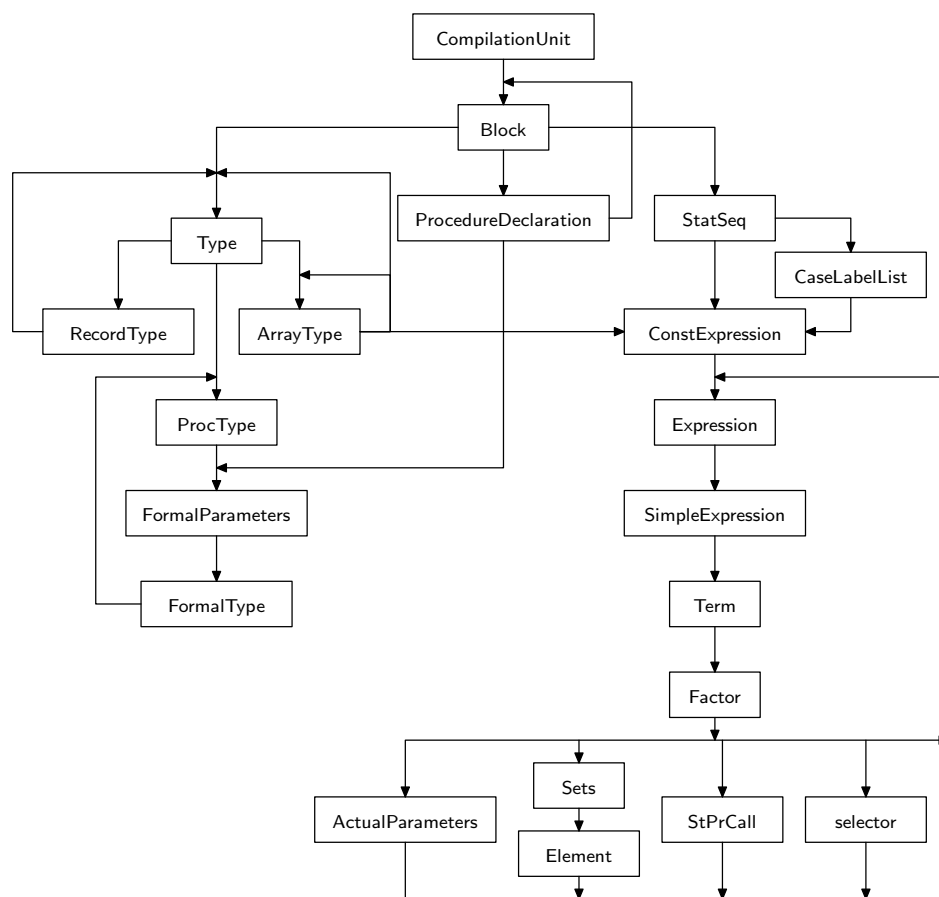 CompilationUnit
Block
ProcedureDeclaration
StatSeq
Type
CaseLabelList
RecordType
ArrayType
ConstExpression
ProcType
Expression
FormalParameters
SimpleExpression
FormalType
Term
Factor
Sets
ActualParameters
StPrCall
selector
Element